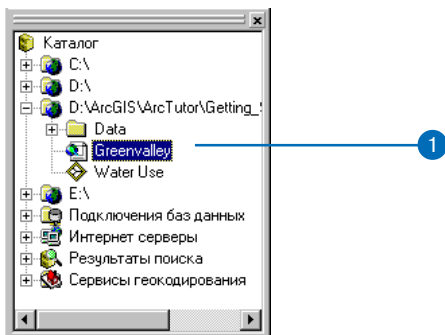 Каталог
C:\
D:\
D:\ArcGIS\ArcTutor\Getting_
Data
Greenvalley
1
Water Use
E:\
Подключения баз данных
Интернет серверы
Результаты поиска
Сервисы геокодирования